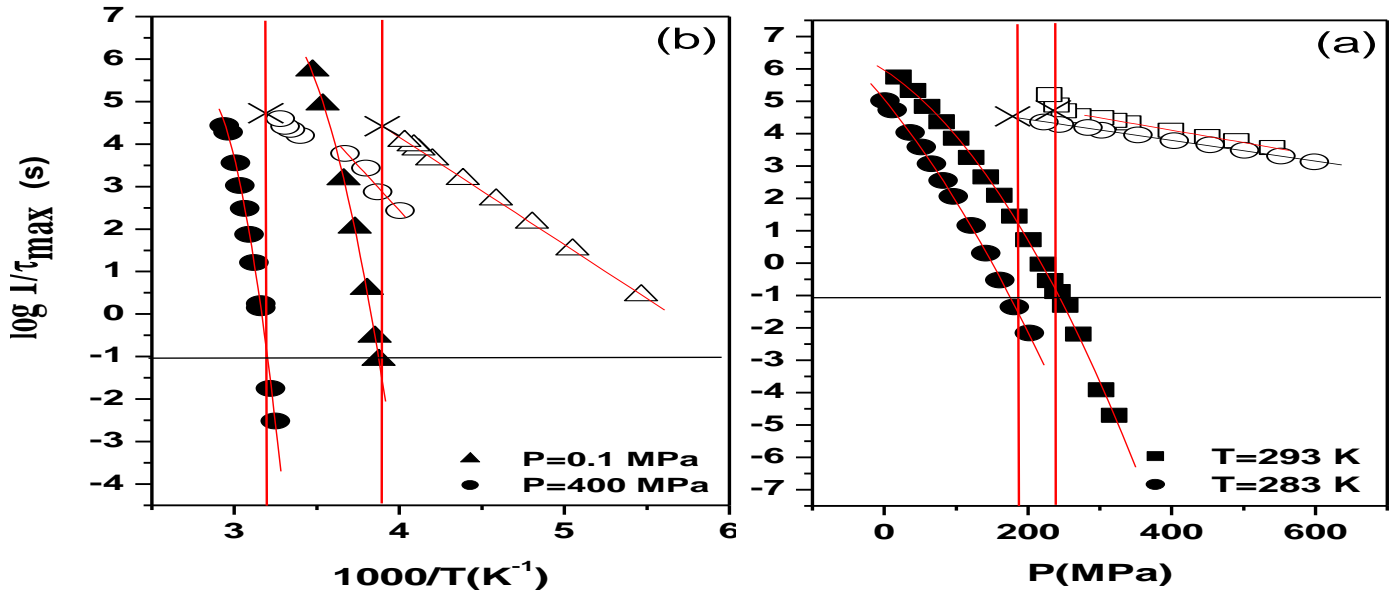 (b)
7
6
5
4
3
2
1
0
-1
-2
-3
-4
log 1/τmax (s)
P=0.1 MPa
P=400 MPa
3 4 5 6
1000/T(K-1)
(a)
7
6
5
4
3
2
1
0
-1
-2
-3
-4
-5
-6
-7
T=293 K
T=283 K
0 200 400 600
P(MPa)